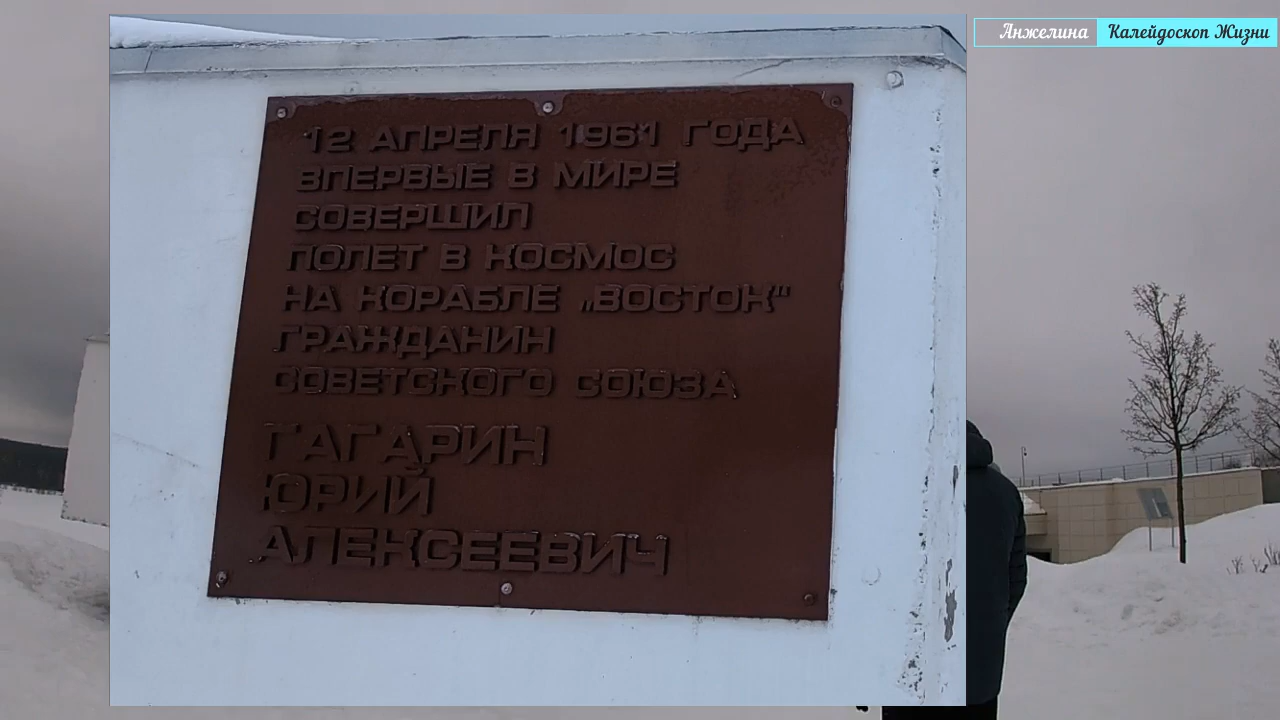 Анжелина Калейдоскоп Жизни
12 АПРЕЛЯ 1961 ГОДА
ВПЕРВЫЕ В МИРЕ
СОВЕРШИЛ
ПОЛЕТ В КОСМОС
НА КОРАБЛЕ „ВОСТОК“
ГРАЖДАНИН
СОВЕТСКОГО СОЮЗА
ГАГАРИН
ЮРИЙ
АЛЕКСЕЕВИЧ